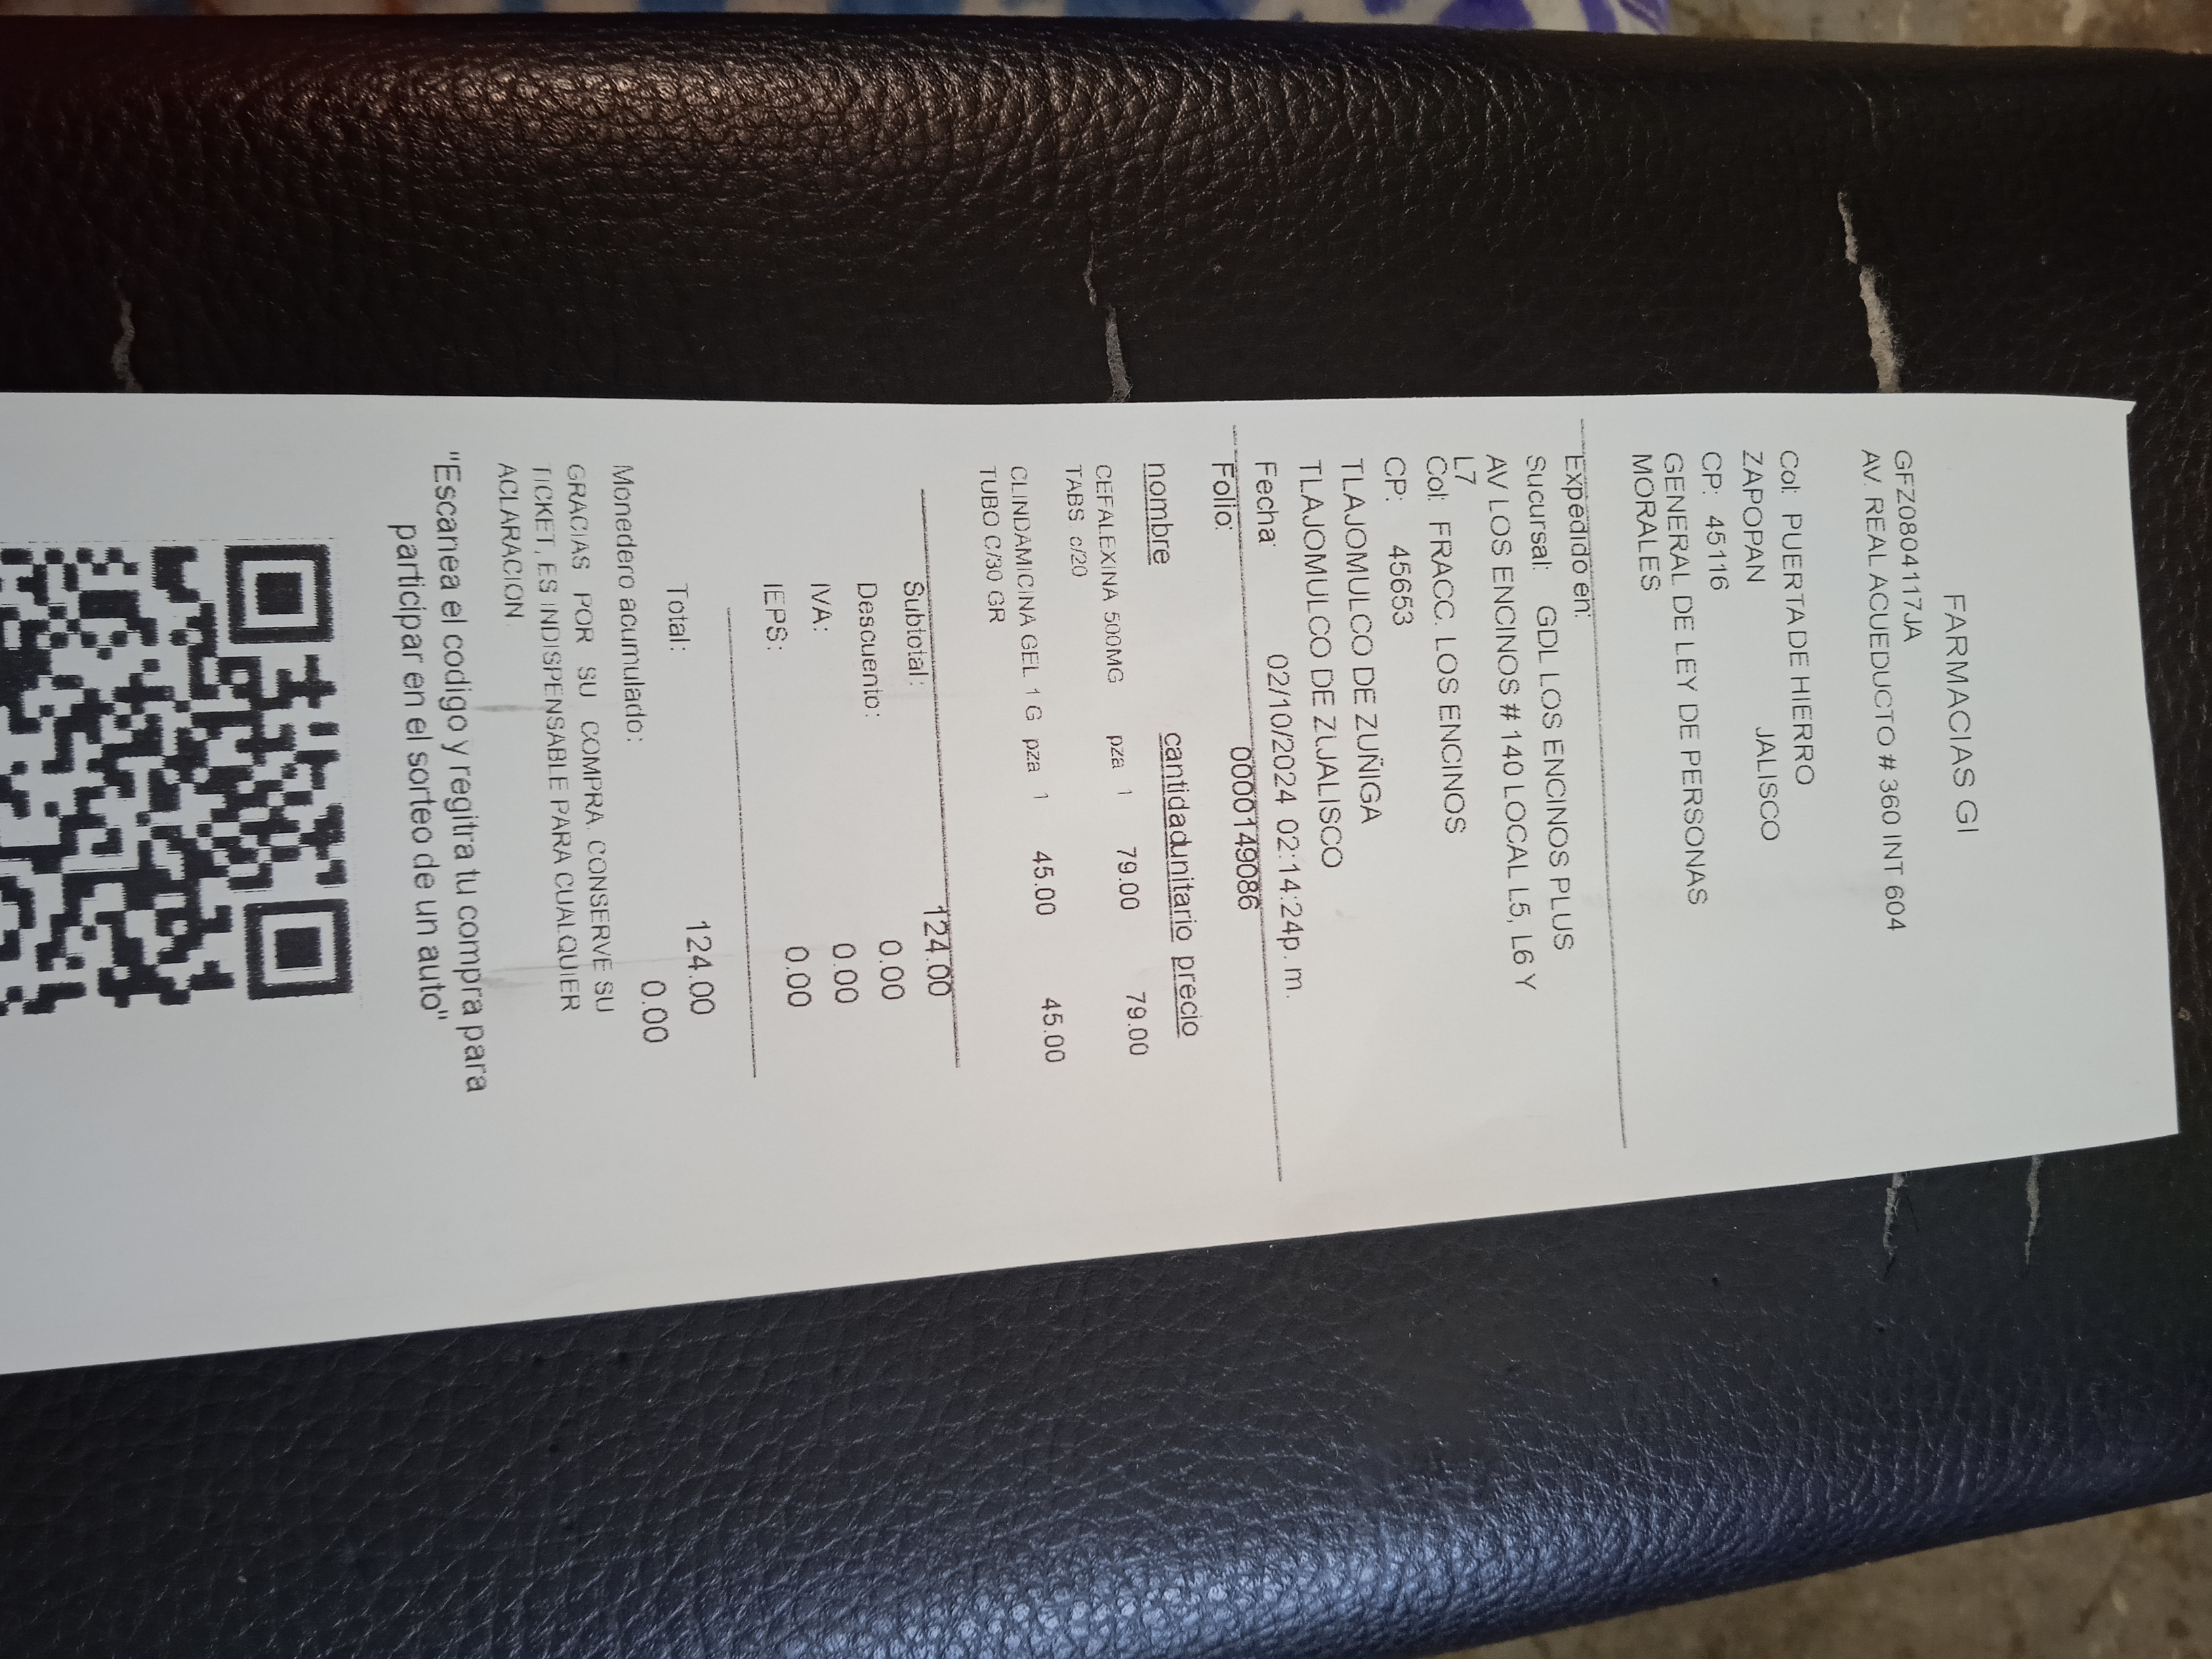 FARMACIAS GI
GFZ0804117JA
AV. REAL ACUEDUCTO # 360 INT 604
Col: PUERTA DE HIERRO
ZAPOPAN JALISCO
CP: 45116
GENERAL DE LEY DE PERSONAS
MORALES
Expedido en:
Sucursal: GDL LOS ENCINOS PLUS
AV LOS ENCINOS # 140 LOCAL L5, L6 Y
L7
Col: FRACC. LOS ENCINOS
CP: 45653
TLAJOMULCO DE ZUÑIGA
TLAJOMULCO DE ZLJALISCO
Fecha: 02/10/2024 02:14:24p. m.
Folio: 0000149086
nombre cantidadunitario precio
CEFALEXINA 500MG pza 1 79.00 79.00
TABS c/20
CLINDAMICINA GEL 1 G pza 1 45.00 45.00
TUBO C/30 GR
Subtotal: 124.00
Descuento: 0.00
IVA: 0.00
IEPS: 0.00
Total: 124.00
Monedero acumulado: 0.00
GRACIAS POR SU COMPRA. CONSERVE SU
TICKET, ES INDISPENSABLE PARA CUALQUIER
ACLARACION
"Escanea el codigo y regitra tu compra para
participar en el sorteo de un auto"